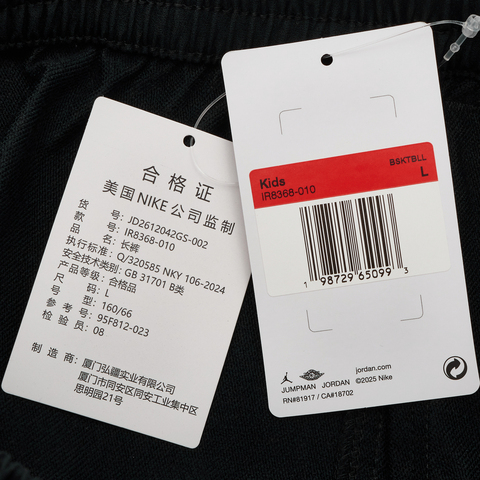 合格证
美国NIKE公司监制
货 号: JD2612042GS-002
款 号: IR8368-010
品 名: 长裤
执行标准: Q/320585 NKY 106-2024
安全技术类别: GB 31701 B类
产品等级: 合格品
尺 码: L
号 型: 160/66
参 考 号: 95F812-023
检 验 员: 08
制 造 商: 厦门弘疆实业有限公司
厦门市同安区同安工业集中区
思明园21号
BSKTBLL
Kids L
IR8368-010
1 98729 65099 3
jordan.com
JUMPMAN JORDAN ©2025 Nike
RN#81917 / CA#18702